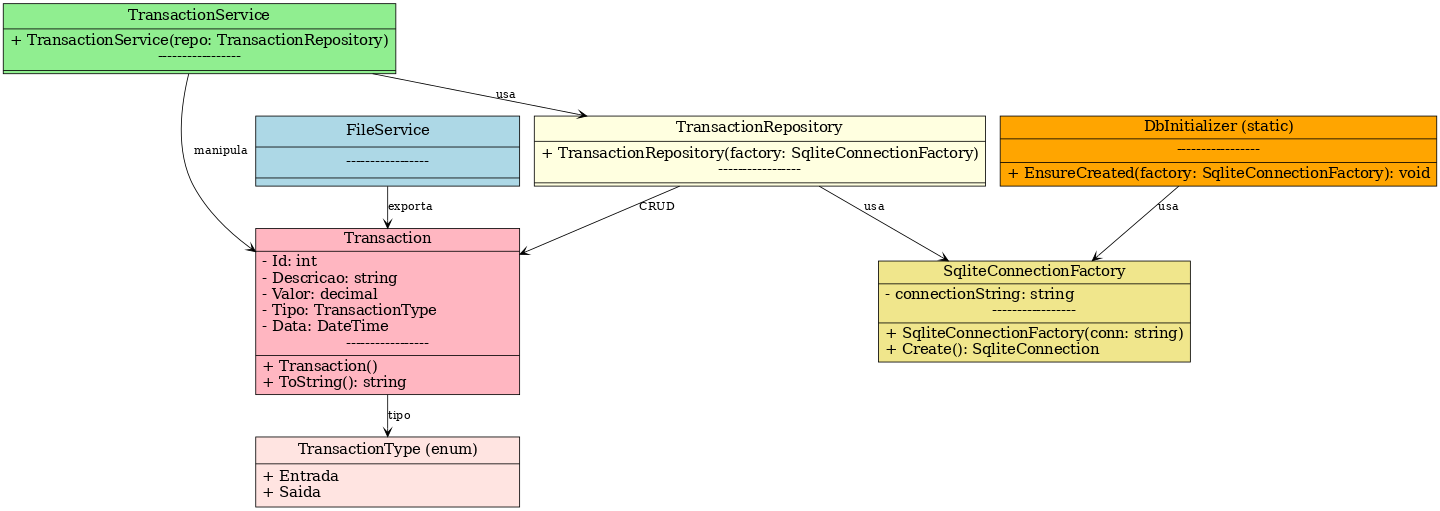 TransactionService
+ TransactionService(repo: TransactionRepository)
-----------------
usa
manipula
FileService
-----------------
TransactionRepository
+ TransactionRepository(factory: SqliteConnectionFactory)
-----------------
DbInitializer (static)
-----------------
+ EnsureCreated(factory: SqliteConnectionFactory): void
exporta
CRUD
usa
usa
Transaction
- Id: int
- Descricao: string
- Valor: decimal
- Tipo: TransactionType
- Data: DateTime
-----------------
+ Transaction()
+ ToString(): string
SqliteConnectionFactory
- connectionString: string
-----------------
+ SqliteConnectionFactory(conn: string)
+ Create(): SqliteConnection
tipo
TransactionType (enum)
+ Entrada
+ Saida